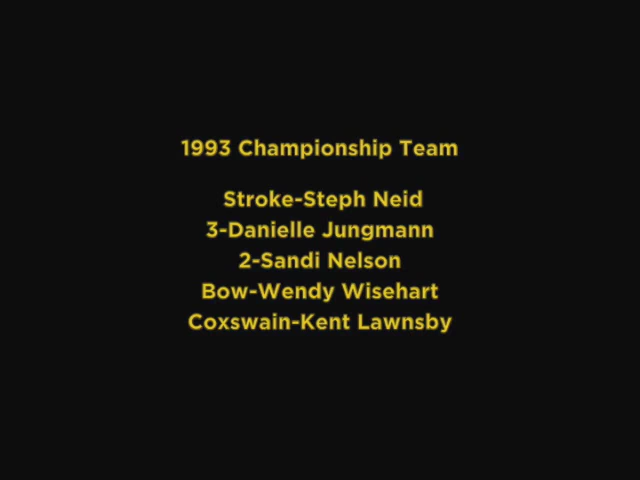 1993 Championship Team
Stroke-Steph Neid
3-Danielle Jungmann
2-Sandi Nelson
Bow-Wendy Wisehart
Coxswain-Kent Lawnsby